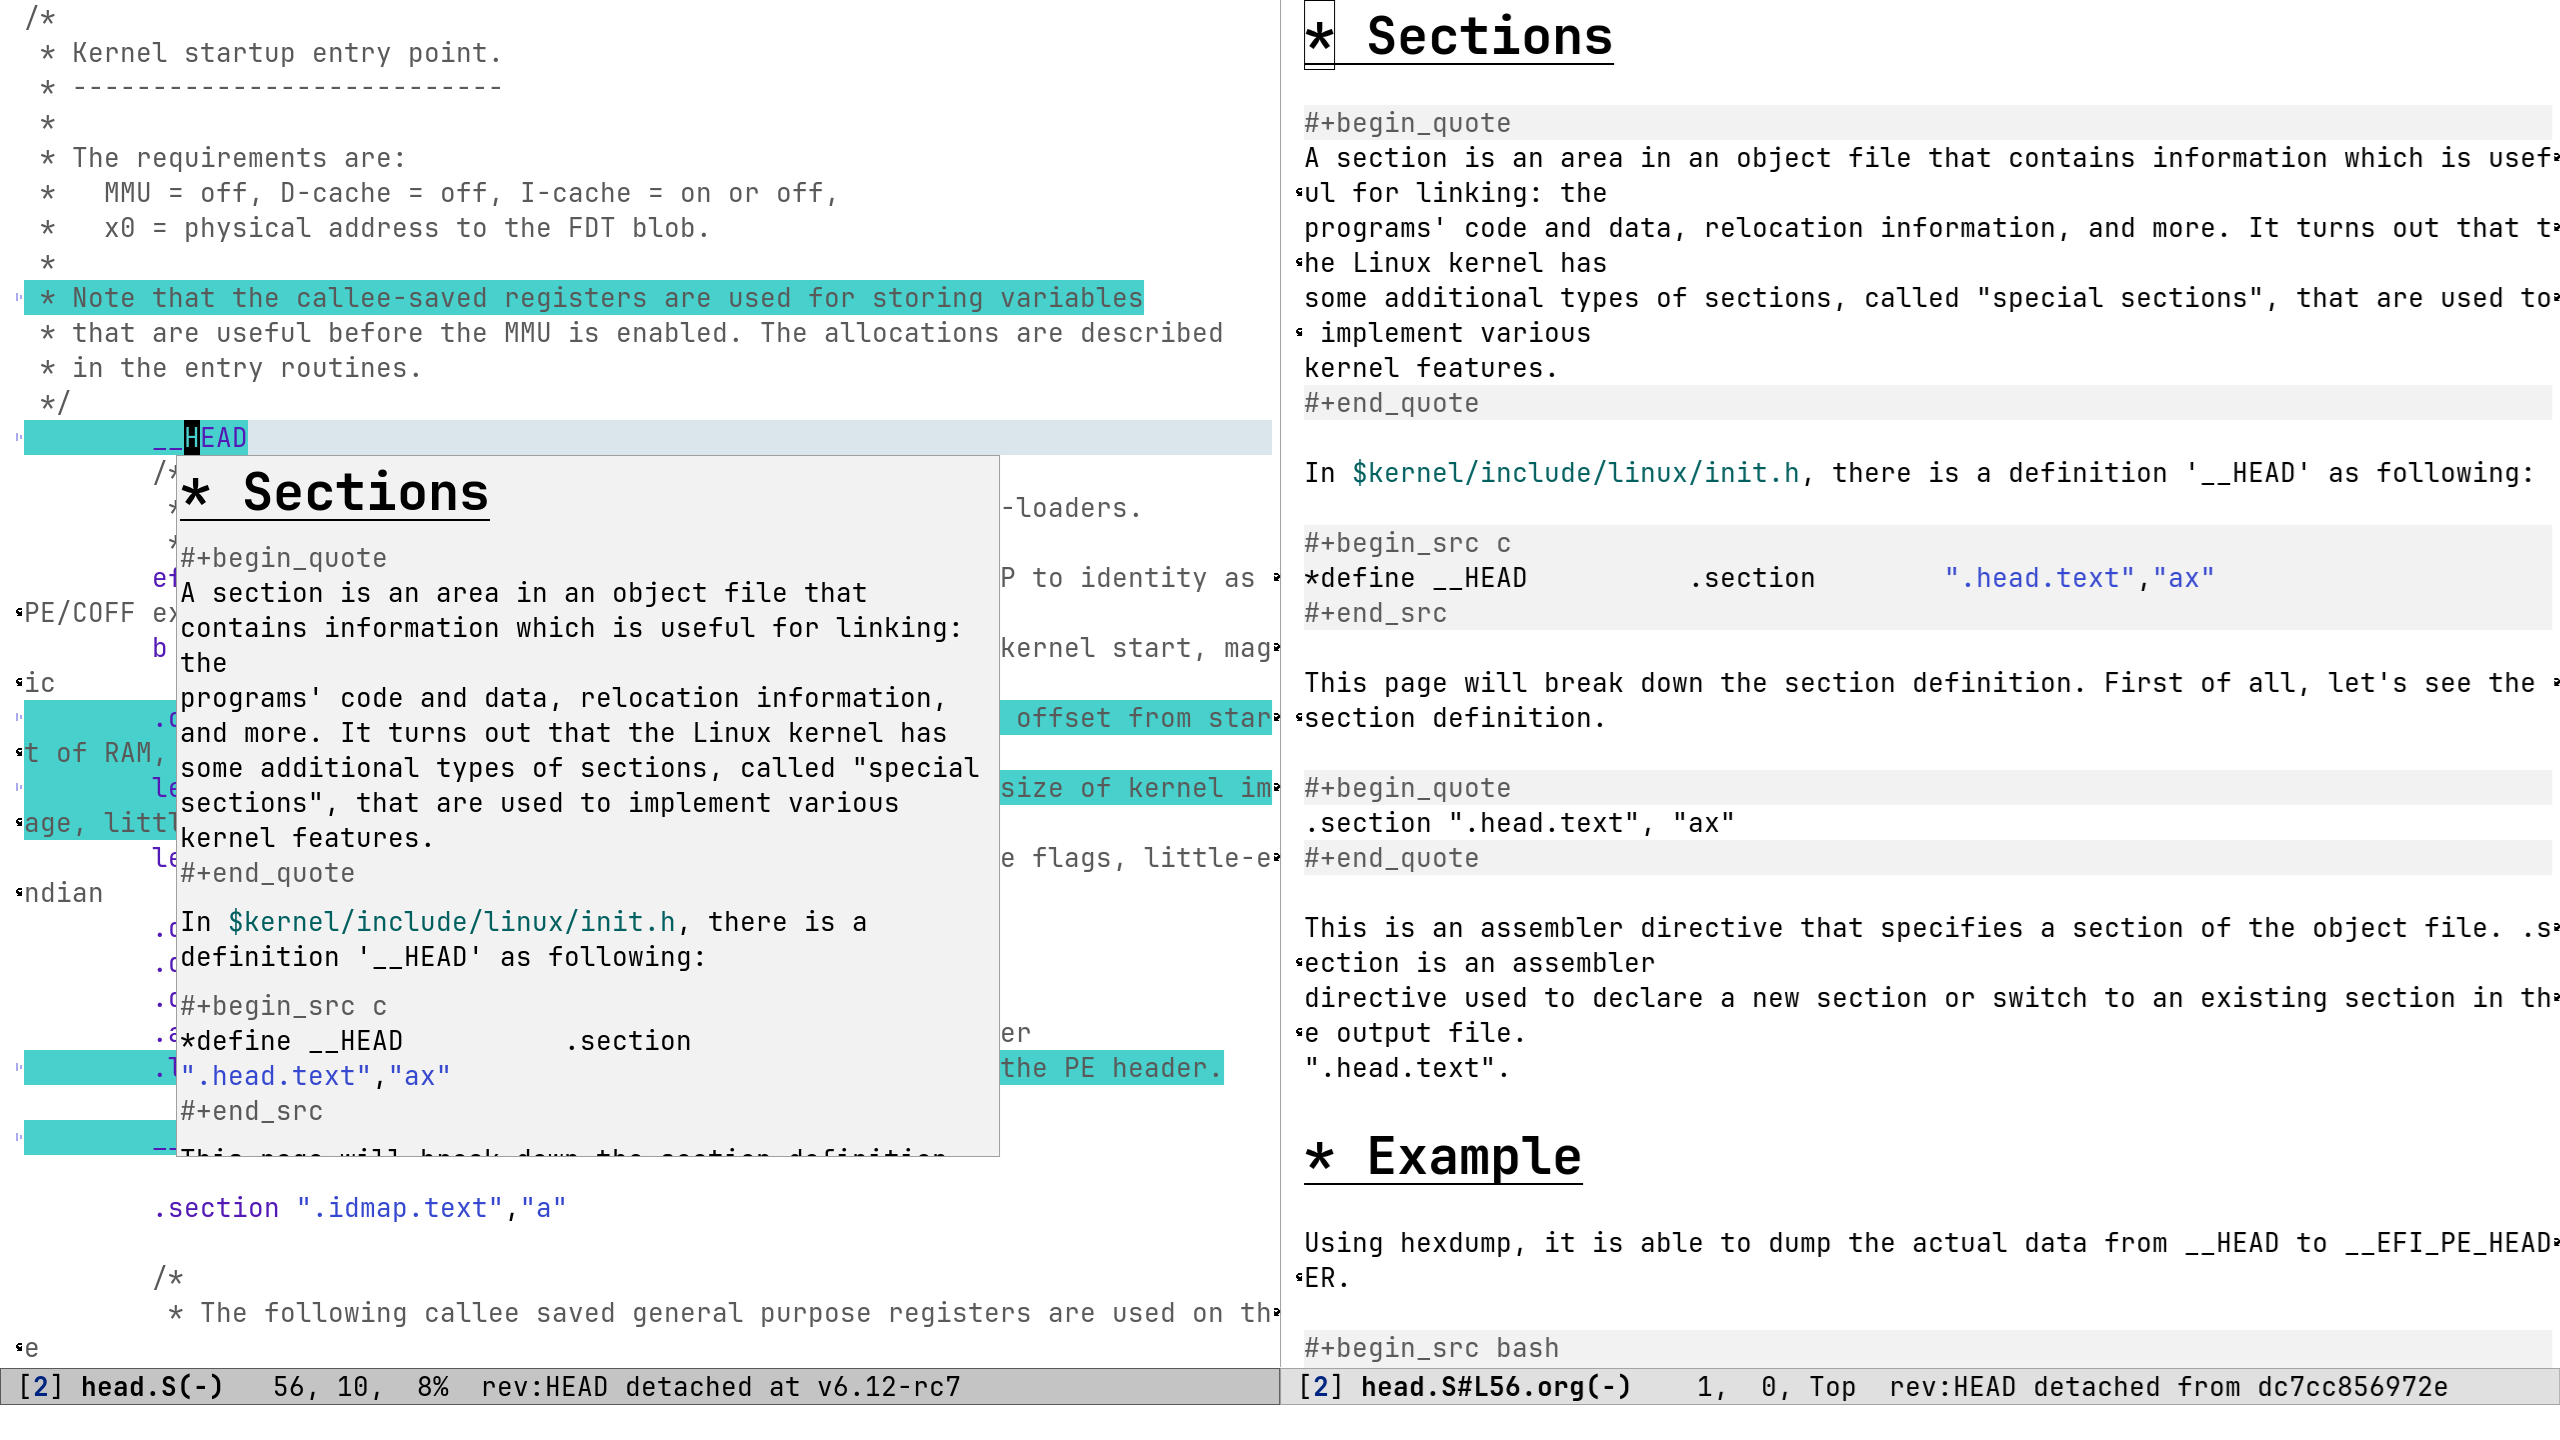 /*
 * Kernel startup entry point.
 * ---------------------------
 *
 * The requirements are:
 *   MMU = off, D-cache = off, I-cache = on or off,
 *   x0 = physical address to the FDT blob.
 *
 * Note that the callee-saved registers are used for storing variables
 * that are useful before the MMU is enabled. The allocations are described
 * in the entry routines.
 */
__HEAD
/*
* -loaders.
*
ef P to identity as
PE/COFF ex
b kernel start, mag
ic
. offset from star
t of RAM,
le size of kernel im
age, littl
le e flags, little-e
ndian
.
.
.
.a er
.l the PE header.
__
.section ".idmap.text","a"
/*
 * The following callee saved general purpose registers are used on th
e
[2] head.S(-)   56, 10,  8%  rev:HEAD detached at v6.12-rc7
* Sections
#+begin_quote
A section is an area in an object file that
contains information which is useful for linking:
the
programs' code and data, relocation information,
and more. It turns out that the Linux kernel has
some additional types of sections, called "special
sections", that are used to implement various
kernel features.
#+end_quote
In $kernel/include/linux/init.h, there is a
definition '__HEAD' as following:
#+begin_src c
*define __HEAD          .section
".head.text","ax"
#+end_src
This page will break down the section definition.
* Sections
#+begin_quote
A section is an area in an object file that contains information which is usef
ul for linking: the
programs' code and data, relocation information, and more. It turns out that t
he Linux kernel has
some additional types of sections, called "special sections", that are used to
 implement various
kernel features.
#+end_quote
In $kernel/include/linux/init.h, there is a definition '__HEAD' as following:
#+begin_src c
*define __HEAD          .section        ".head.text","ax"
#+end_src
This page will break down the section definition. First of all, let's see the
section definition.
#+begin_quote
.section ".head.text", "ax"
#+end_quote
This is an assembler directive that specifies a section of the object file. .s
ection is an assembler
directive used to declare a new section or switch to an existing section in th
e output file.
".head.text".
* Example
Using hexdump, it is able to dump the actual data from __HEAD to __EFI_PE_HEAD
ER.
#+begin_src bash
[2] head.S#L56.org(-)    1,  0, Top  rev:HEAD detached from dc7cc856972e